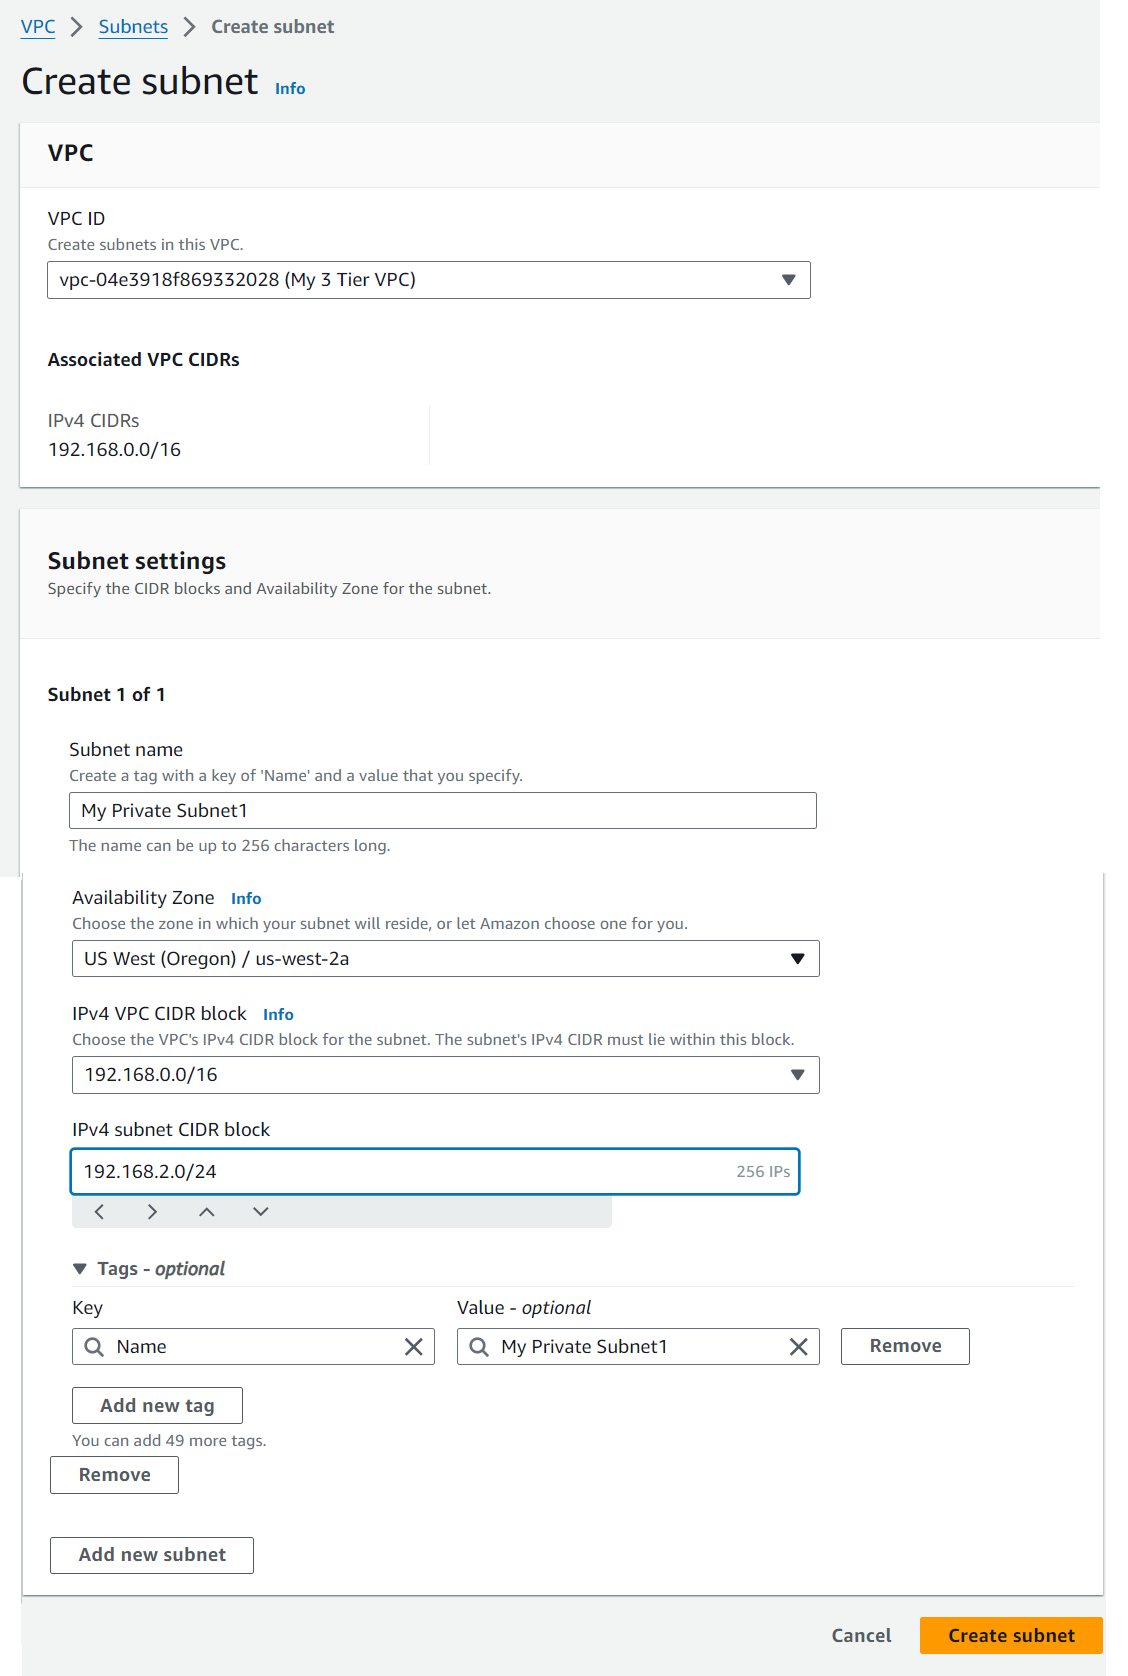 VPC > Subnets > Create subnet
Create subnet Info
VPC
VPC ID
Create subnets in this VPC.
vpc-04e3918f869332028 (My 3 Tier VPC)
Associated VPC CIDRs
IPv4 CIDRs
192.168.0.0/16
Subnet settings
Specify the CIDR blocks and Availability Zone for the subnet.
Subnet 1 of 1
Subnet name
Create a tag with a key of 'Name' and a value that you specify.
My Private Subnet1
The name can be up to 256 characters long.
Availability Zone Info
Choose the zone in which your subnet will reside, or let Amazon choose one for you.
US West (Oregon) / us-west-2a
IPv4 VPC CIDR block Info
Choose the VPC's IPv4 CIDR block for the subnet. The subnet's IPv4 CIDR must lie within this block.
192.168.0.0/16
IPv4 subnet CIDR block
192.168.2.0/24 256 IPs
Tags - optional
Key Value - optional
Name My Private Subnet1 Remove
Add new tag
You can add 49 more tags.
Remove
Add new subnet
Cancel Create subnet